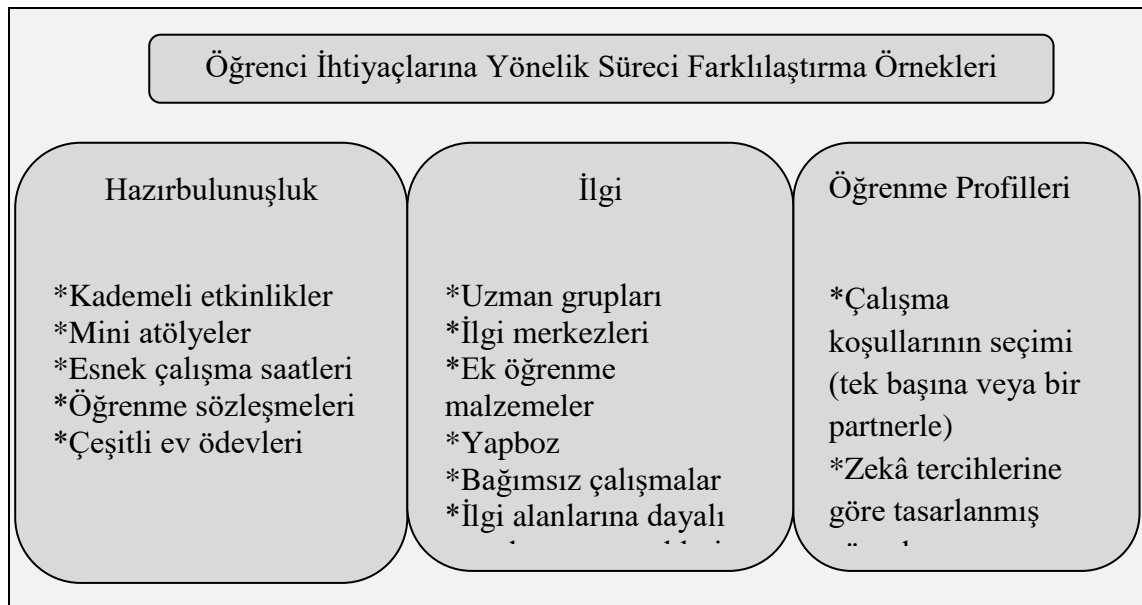 Öğrenci İhtiyaçlarına Yönelik Süreci Farklılaştırma Örnekleri
Hazırbulunuşluk
*Kademeli etkinlikler
*Mini atölyeler
*Esnek çalışma saatleri
*Öğrenme sözleşmeleri
*Çeşitli ev ödevleri
İlgi
*Uzman grupları
*İlgi merkezleri
*Ek öğrenme
malzemeler
*Yapboz
*Bağımsız çalışmalar
*İlgi alanlarına dayalı
Öğrenme Profilleri
*Çalışma
koşullarının seçimi
(tek başına veya bir
partnerle)
*Zekâ tercihlerine
göre tasarlanmış